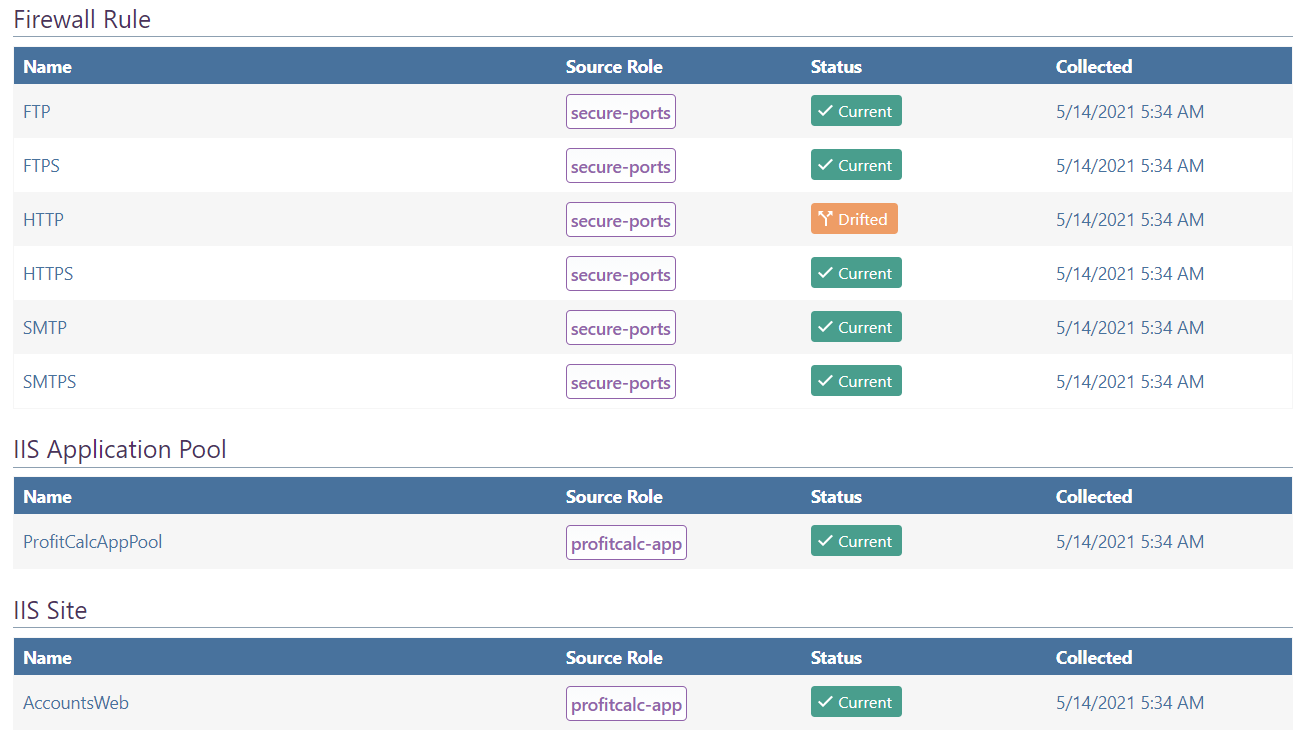 Firewall Rule
Name Source Role Status Collected
FTP secure-ports Current 5/14/2021 5:34 AM
FTPS secure-ports Current 5/14/2021 5:34 AM
HTTP secure-ports Drifted 5/14/2021 5:34 AM
HTTPS secure-ports Current 5/14/2021 5:34 AM
SMTP secure-ports Current 5/14/2021 5:34 AM
SMTPS secure-ports Current 5/14/2021 5:34 AM
IIS Application Pool
Name Source Role Status Collected
ProfitCalcAppPool profitcalc-app Current 5/14/2021 5:34 AM
IIS Site
Name Source Role Status Collected
AccountsWeb profitcalc-app Current 5/14/2021 5:34 AM